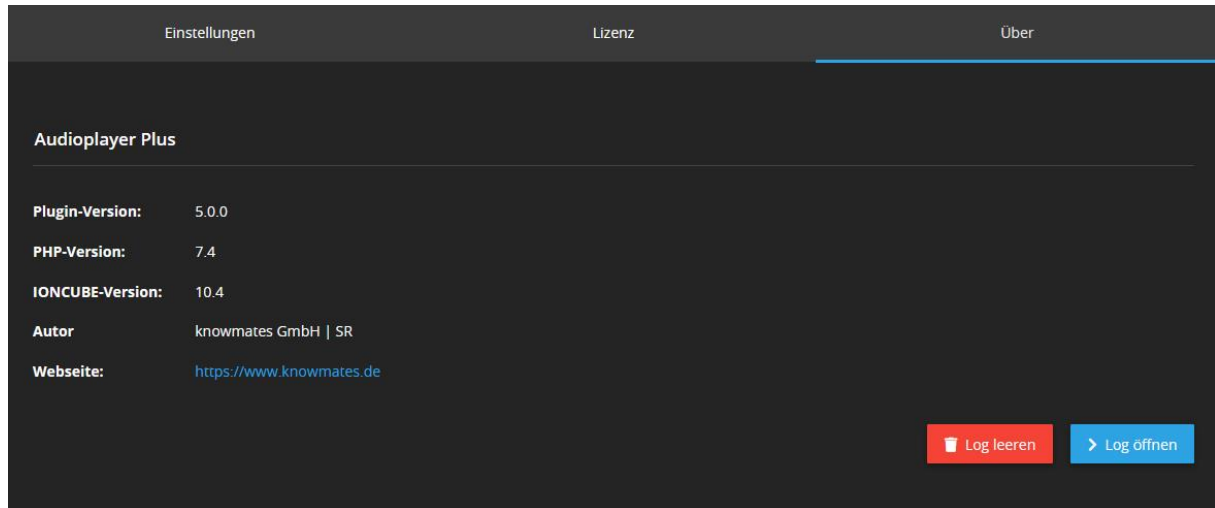 Einstellungen Lizenz Über
Audioplayer Plus
Plugin-Version: 5.0.0
PHP-Version: 7.4
IONCUBE-Version: 10.4
Autor knowmates GmbH | SR
Webseite: https://www.knowmates.de
Log leeren Log öffnen